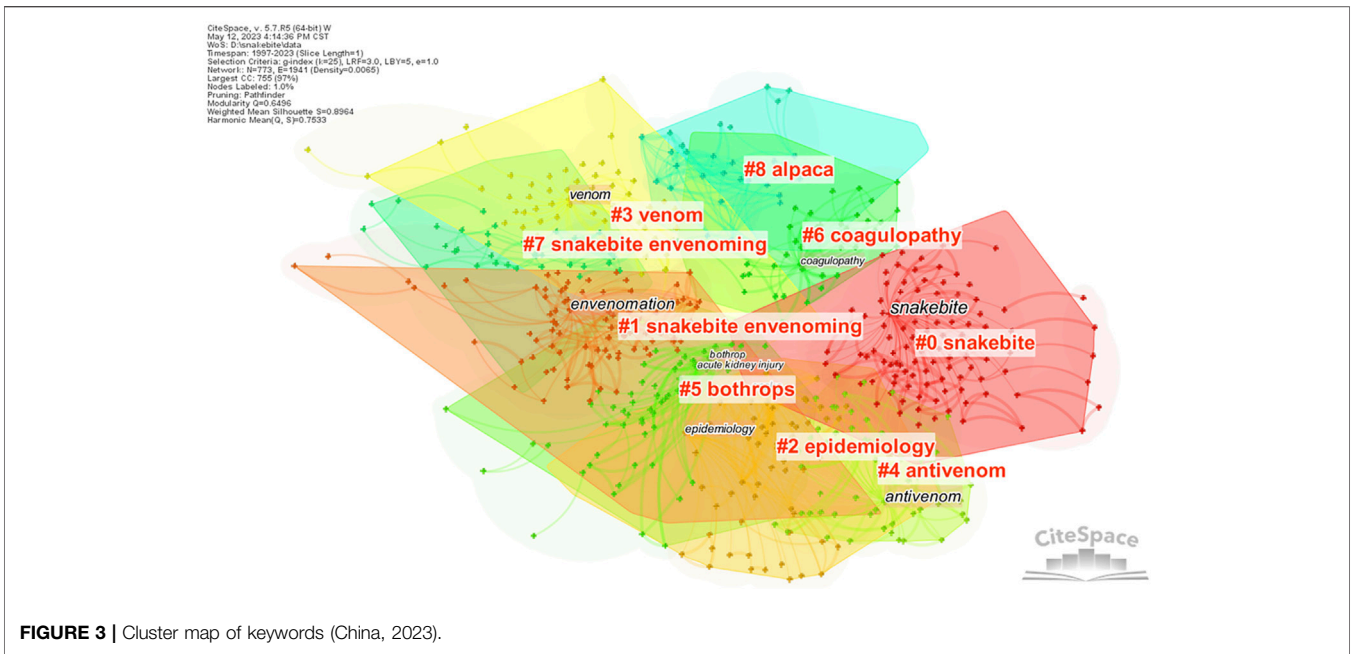 CiteSpace, v. 5.7.R5 (64-bit) W
May 12, 2023 4:14:36 PM CST
WoS: D:\snakebite\data
Timespan: 1997-2023 (Slice Length=1)
Selection Criteria: g-index (k=25), LRF=3.0, LBY=5, e=1.0
Network: N=773, E=1941 (Density=0.0065)
Largest CC: 755 (97%)
Nodes Labeled: 1.0%
Pruning: Pathfinder
Modularity Q=0.6496
Weighted Mean Silhouette S=0.8964
Harmonic Mean(Q, S)=0.7533
#8 alpaca
venom
#3 venom
#7 snakebite envenoming
#6 coagulopathy
coagulopathy
envenomation
snakebite
#1 snakebite envenoming
#0 snakebite
bothrop
acute kidney injury
#5 bothrops
epidemiology
#2 epidemiology
#4 antivenom
antivenom
CiteSpace
FIGURE 3 | Cluster map of keywords (China, 2023).